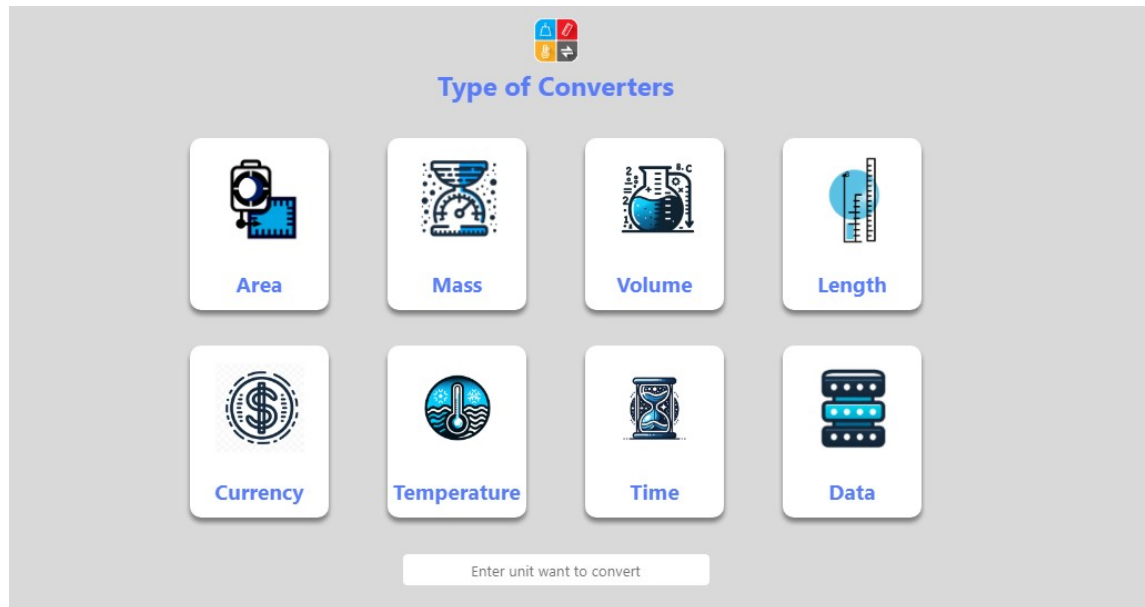 Type of Converters
Area
Mass
Volume
Length
Currency
Temperature
Time
Data
Enter unit want to convert